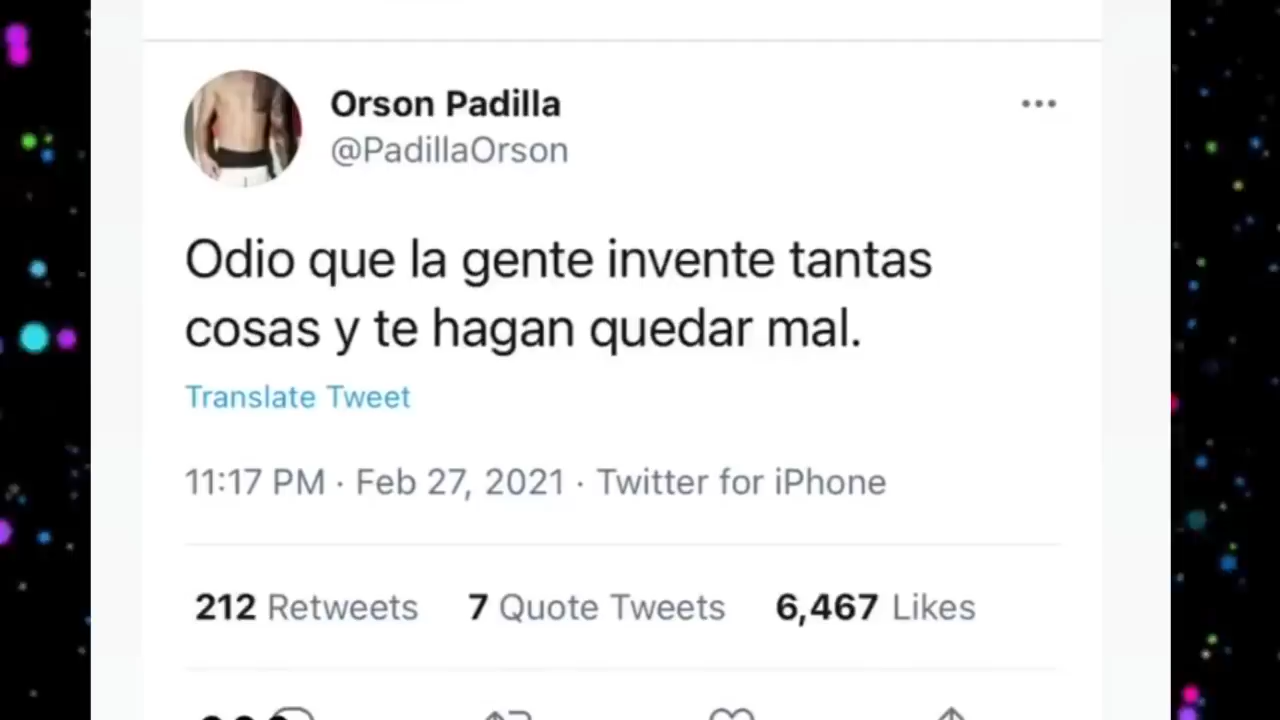 Orson Padilla
@PadillaOrson
Odio que la gente invente tantas
cosas y te hagan quedar mal.
Translate Tweet
11:17 PM · Feb 27, 2021 · Twitter for iPhone
212 Retweets 7 Quote Tweets 6,467 Likes